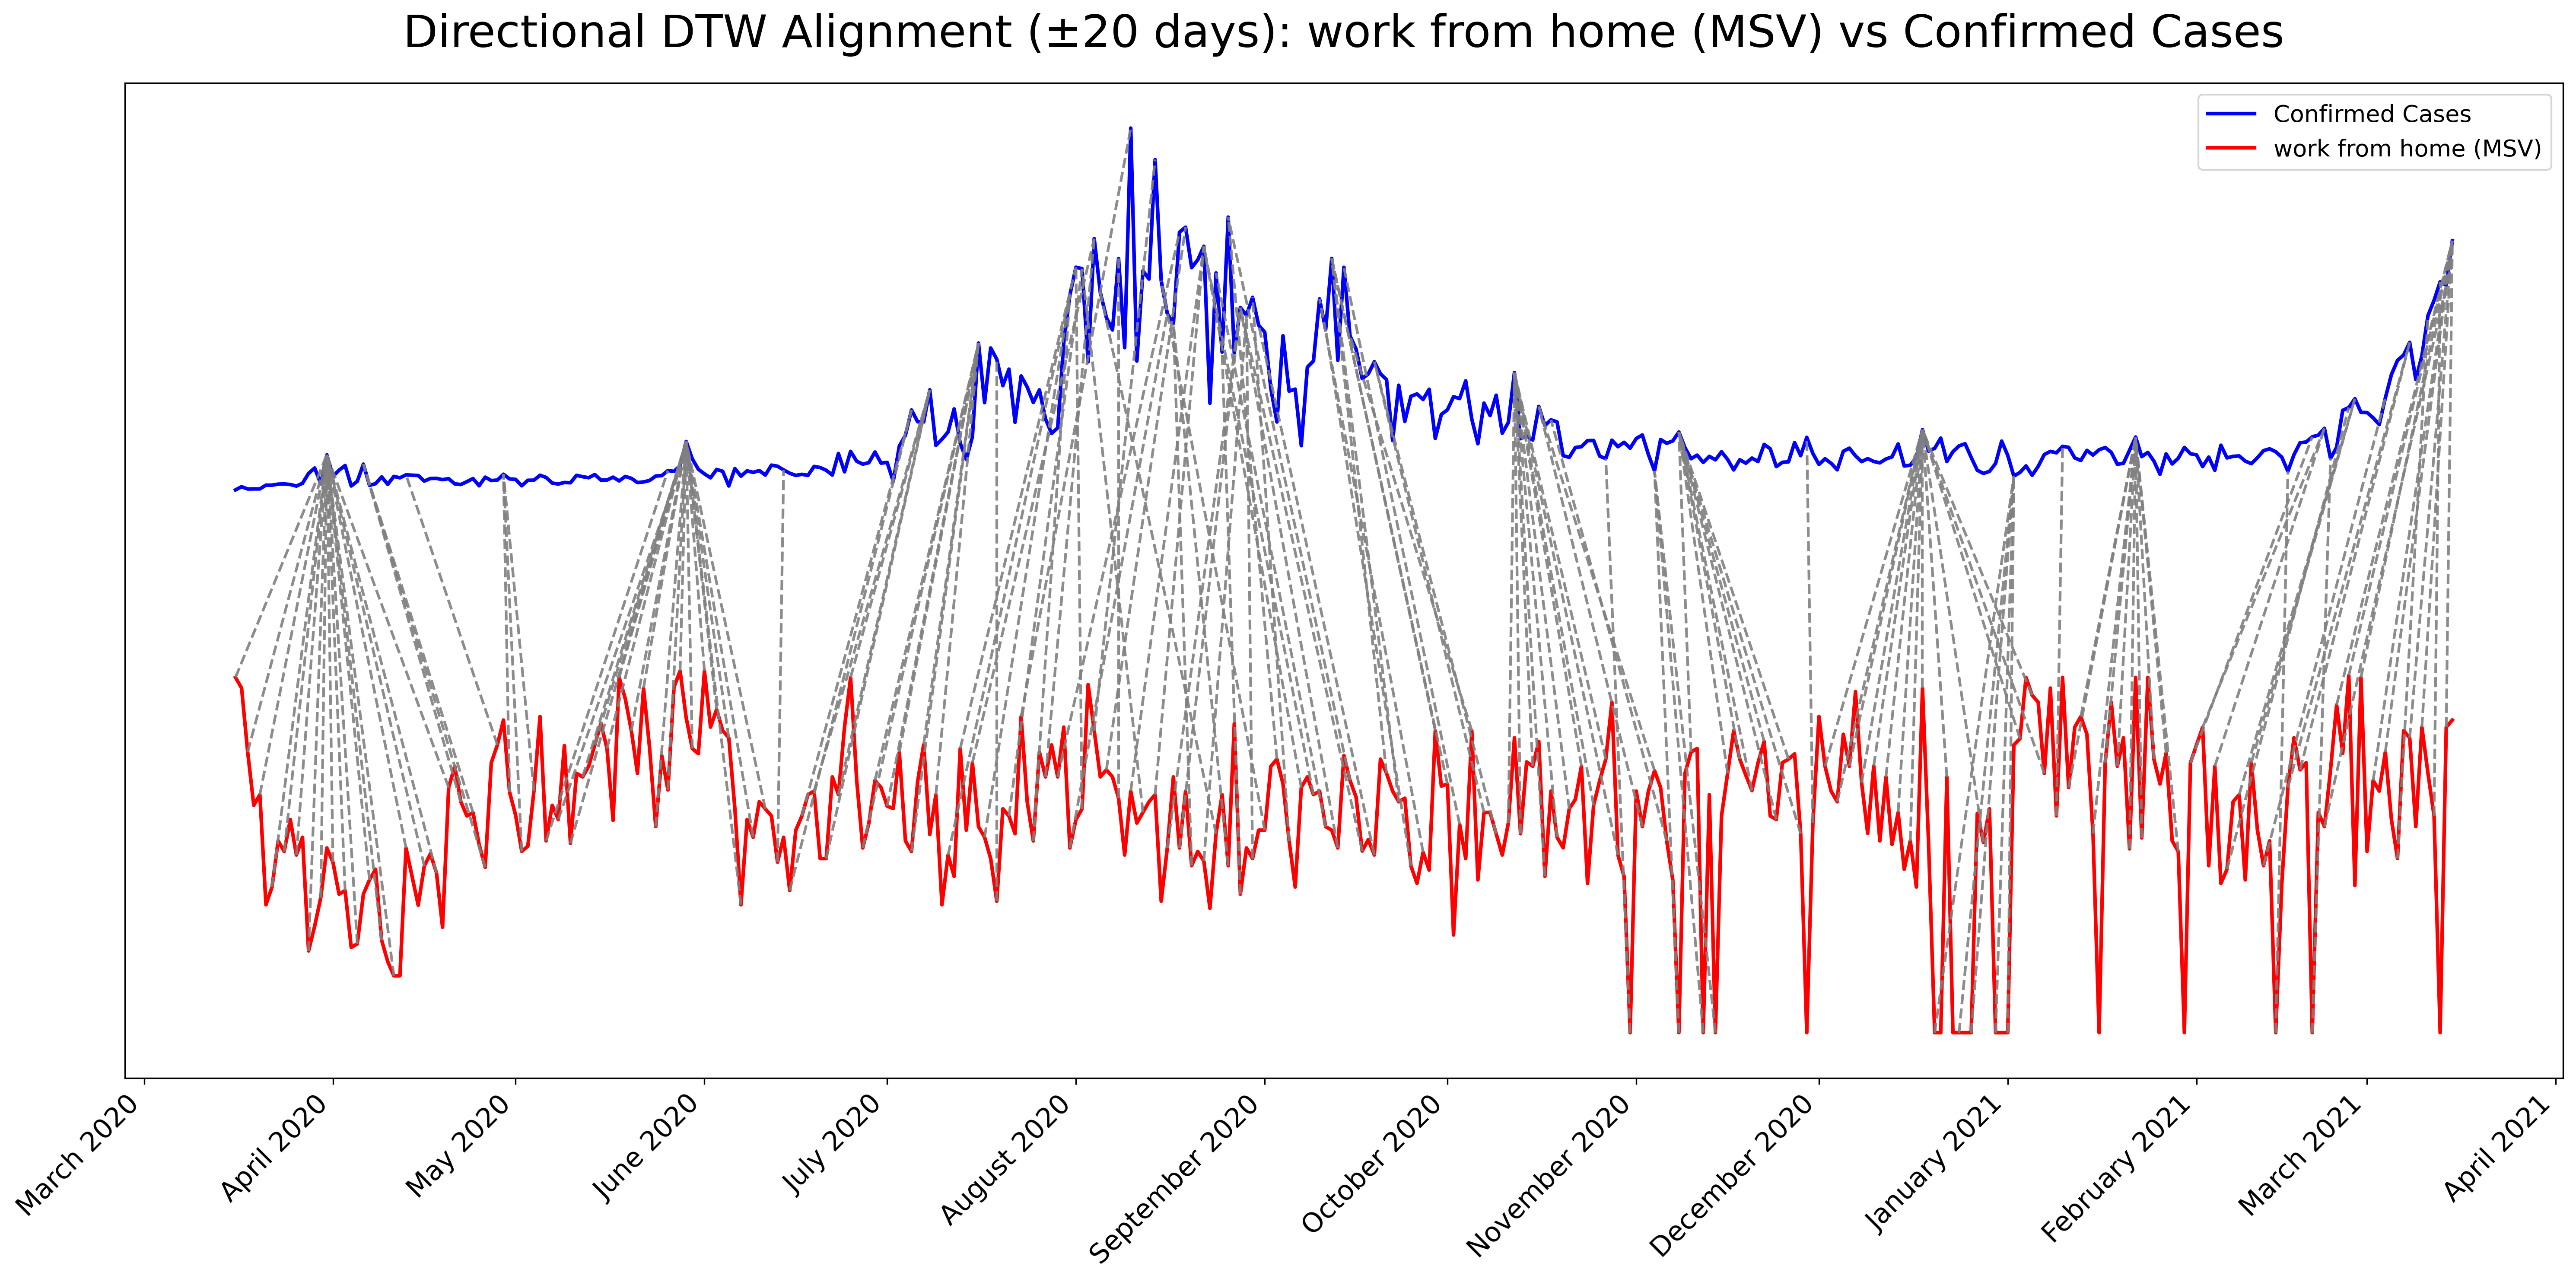 Directional DTW Alignment (±20 days): work from home (MSV) vs Confirmed Cases
Confirmed Cases
work from home (MSV)
March 2020
April 2020
May 2020
June 2020
July 2020
August 2020
September 2020
October 2020
November 2020
December 2020
January 2021
February 2021
March 2021
April 2021